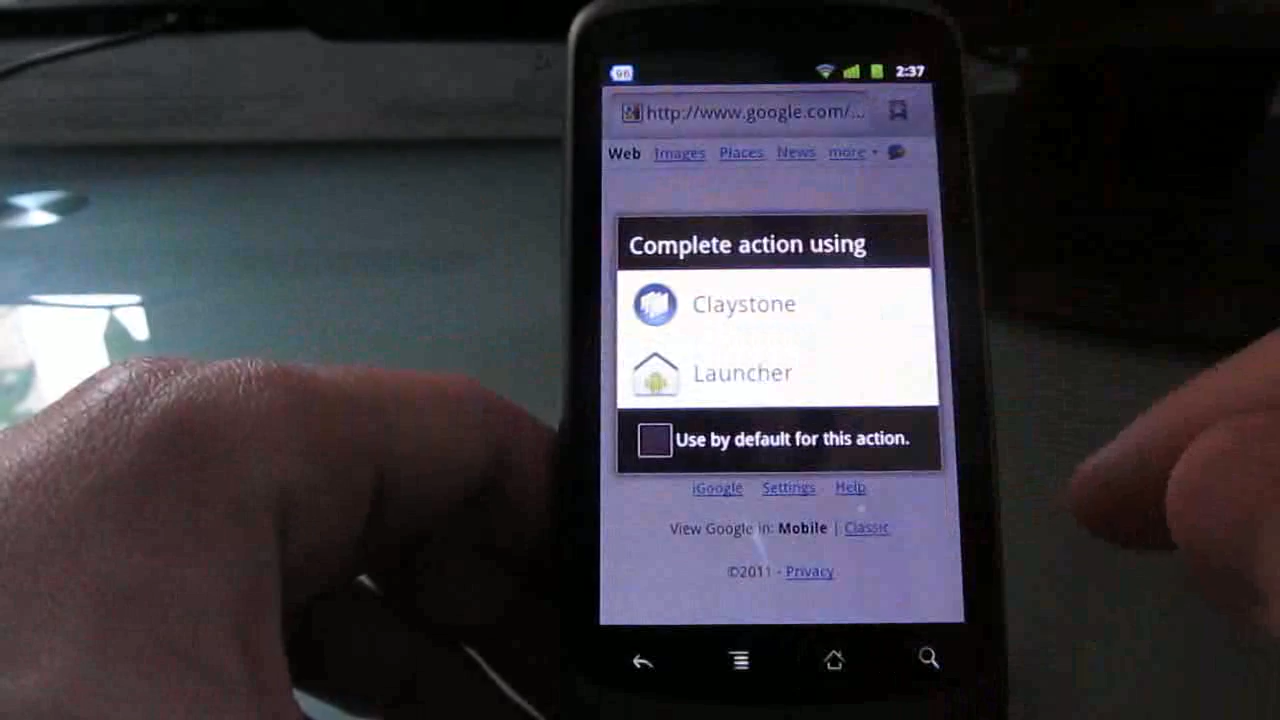 96 2:37
http://www.google.com/...
Web Images Places News more
Complete action using
Claystone
Launcher
Use by default for this action.
iGoogle Settings Help
View Google in: Mobile | Classic
©2011 - Privacy